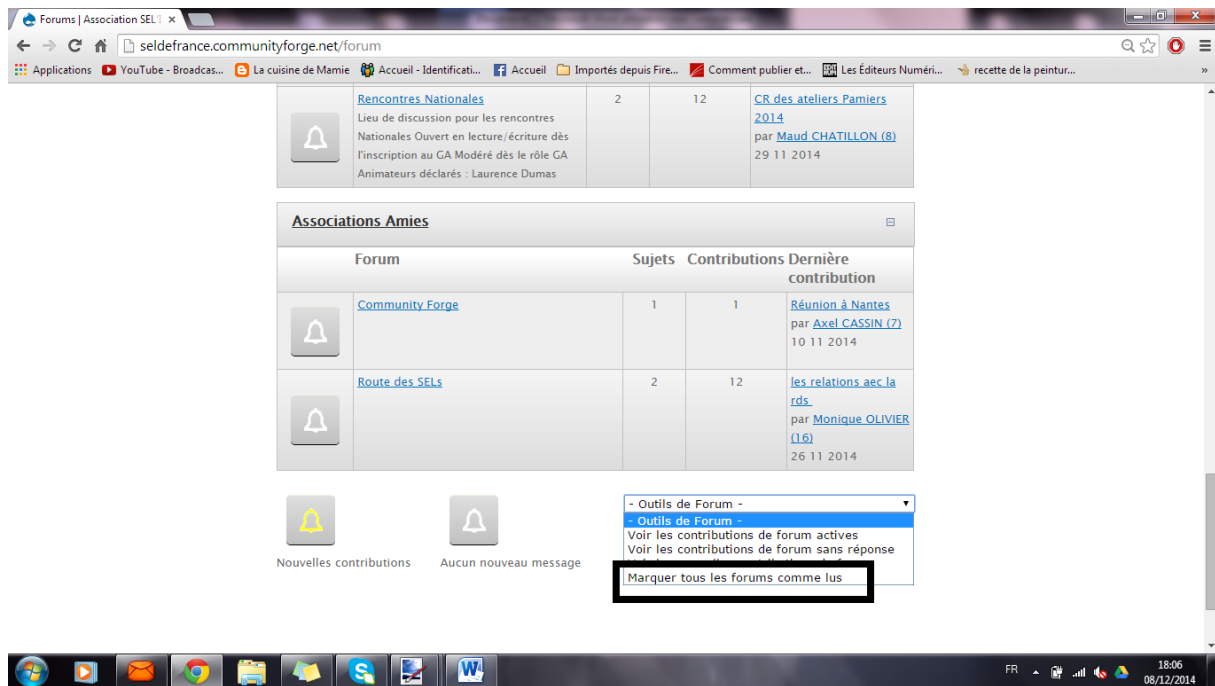 Forums | Association SEL'I
seldefrance.communityforge.net/forum
Applications YouTube - Broadcas... La cuisine de Mamie Accueil - Identificati... Accueil Importés depuis Fire... Comment publier et... Les Éditeurs Numéri... recette de la peintur... »
Rencontres Nationales 2 12 CR des ateliers Pamiers
Lieu de discussion pour les rencontres 2014
Nationales Ouvert en lecture/écriture dès par Maud CHATILLON (8)
l'inscription au GA Modéré dès le rôle GA 29 11 2014
Animateurs déclarés : Laurence Dumas
Associations Amies
Forum Sujets Contributions Dernière
contribution
Community Forge 1 1 Réunion à Nantes
par Axel CASSIN (7)
10 11 2014
Route des SELs 2 12 les relations aec la
rds
par Monique OLIVIER
(16)
26 11 2014
- Outils de Forum -
- Outils de Forum -
Voir les contributions de forum actives
Voir les contributions de forum sans réponse
Marquer tous les forums comme lus
Nouvelles contributions Aucun nouveau message
FR 18:06
08/12/2014